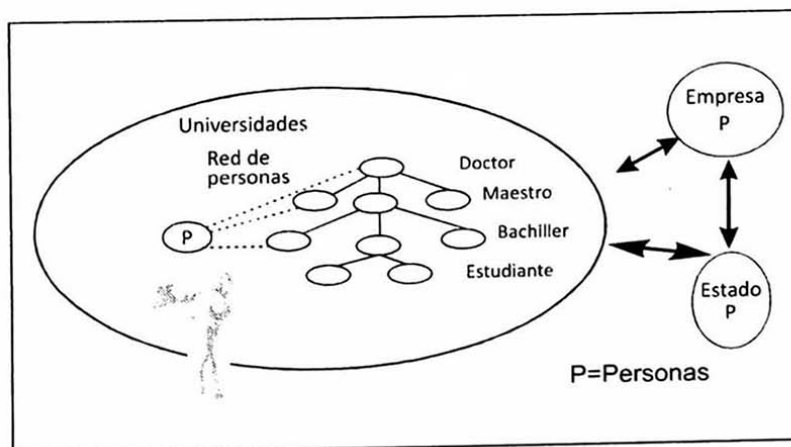 Universidades
Red de
personas
P
Doctor
Maestro
Bachiller
Estudiante
Empresa
P
Estado
P
P=Personas